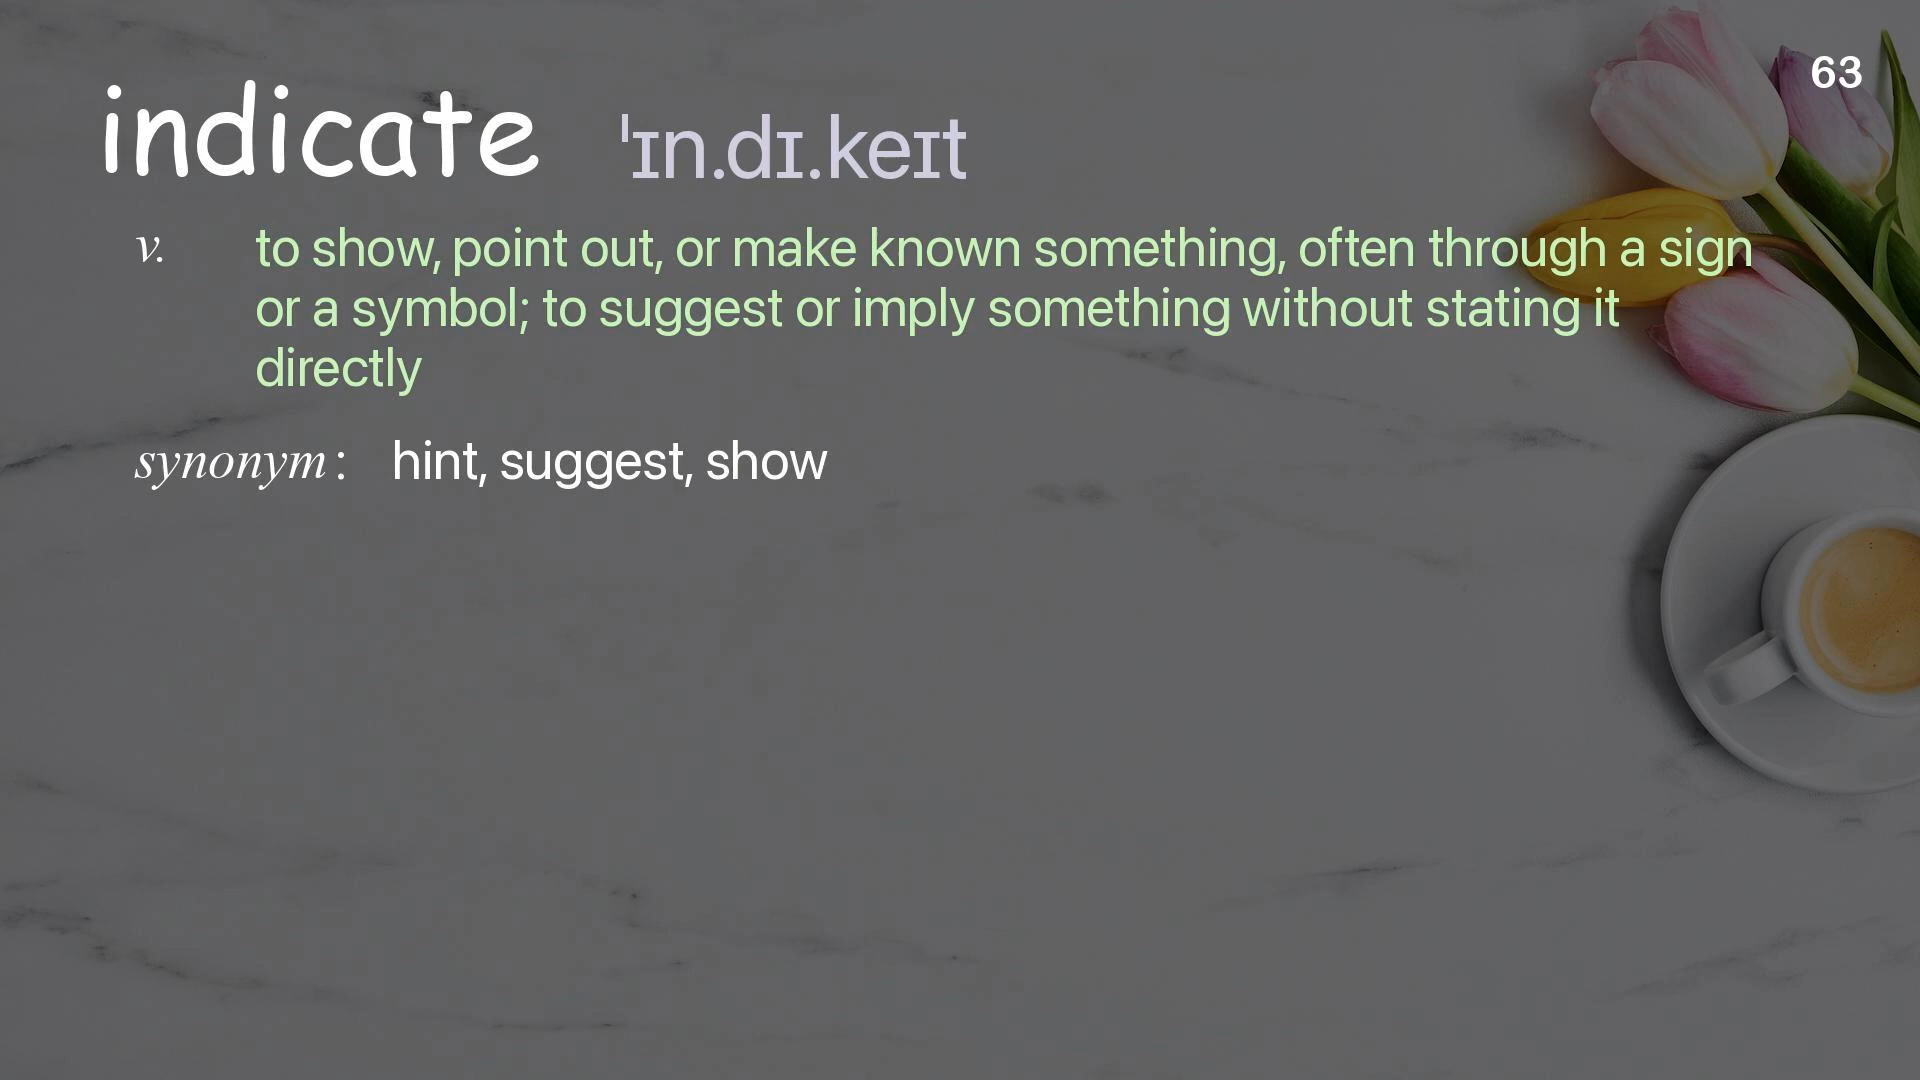 63
indicate ˈɪn.dɪ.keɪt
v. to show, point out, or make known something, often through a sign
or a symbol; to suggest or imply something without stating it
directly
synonym: hint, suggest, show